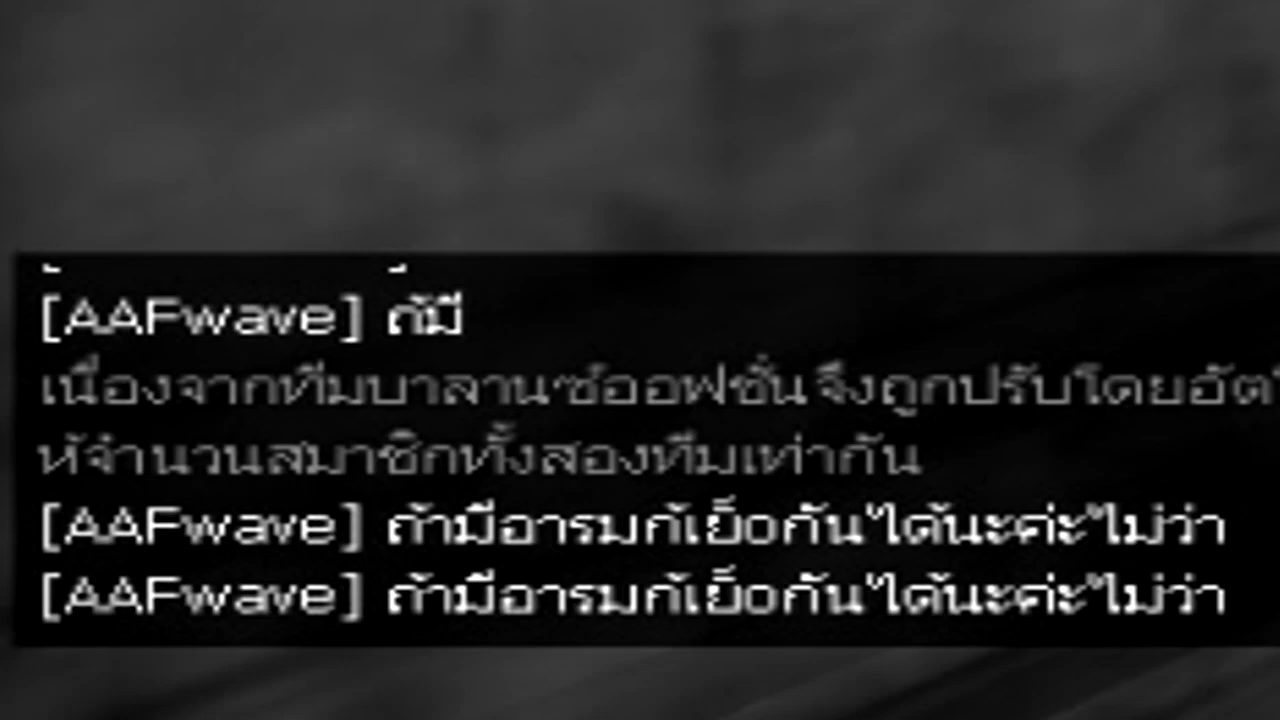 [AAFwave] ถ้มี
เนื่องจากทีมบาลานซ์ออฟชั่นจึงถูกปรับโดยอัต
ห้จำนวนสมาชิกทั้งสองทีมเท่ากัน
[AAFwave] ถ้ามีอารมก้เย็oกันได้นะค่ะไม่ว่า
[AAFwave] ถ้ามีอารมก้เย็oกันได้นะค่ะไม่ว่า